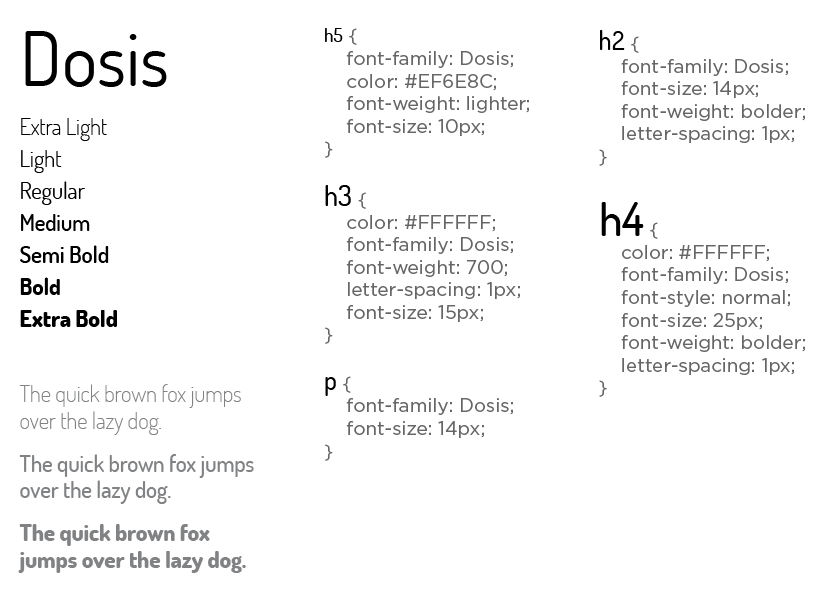 Dosis
Extra Light
Light
Regular
Medium
Semi Bold
Bold
Extra Bold
The quick brown fox jumps
over the lazy dog.
The quick brown fox jumps
over the lazy dog.
The quick brown fox
jumps over the lazy dog.
h5 {
font-family: Dosis;
color: #EF6E8C;
font-weight: lighter;
font-size: 10px;
}
h3 {
color: #FFFFFF;
font-family: Dosis;
font-weight: 700;
letter-spacing: 1px;
font-size: 15px;
}
p {
font-family: Dosis;
font-size: 14px;
}
h2 {
font-family: Dosis;
font-size: 14px;
font-weight: bolder;
letter-spacing: 1px;
}
h4 {
color: #FFFFFF;
font-family: Dosis;
font-style: normal;
font-size: 25px;
font-weight: bolder;
letter-spacing: 1px;
}